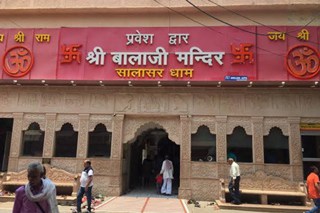 प्रवेश द्वार
जय श्री राम
श्री बालाजी मन्दिर
जय श्री
सालासर धाम